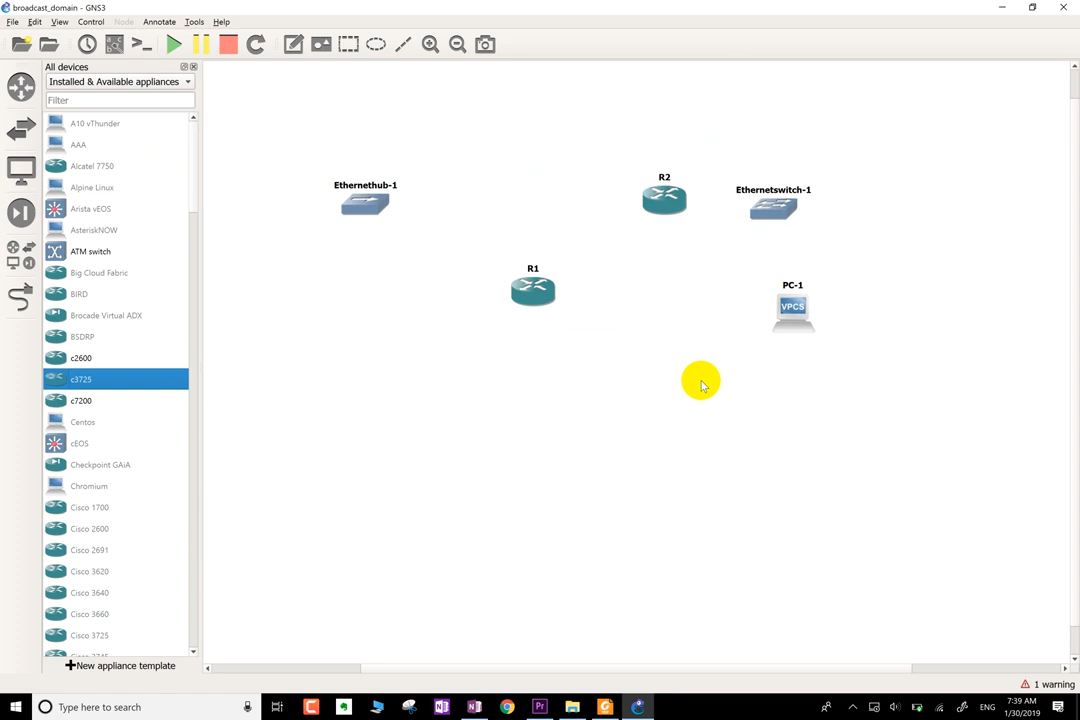 broadcast_domain - GNS3
File Edit View Control Node Annotate Tools Help
All devices
Installed & Available appliances
Filter
A10 vThunder
AAA
Alcatel 7750
Alpine Linux
Arista vEOS
AsteriskNOW
ATM switch
Big Cloud Fabric
BIRD
Brocade Virtual ADX
BSDRP
c2600
c3725
c7200
Centos
cEOS
Checkpoint GAiA
Chromium
Cisco 1700
Cisco 2600
Cisco 2691
Cisco 3620
Cisco 3640
Cisco 3660
Cisco 3725
New appliance template
Ethernethub-1
R2
Ethernetswitch-1
R1
PC-1
VPCS
1 warning
Type here to search
ENG
7:39 AM
1/30/2019